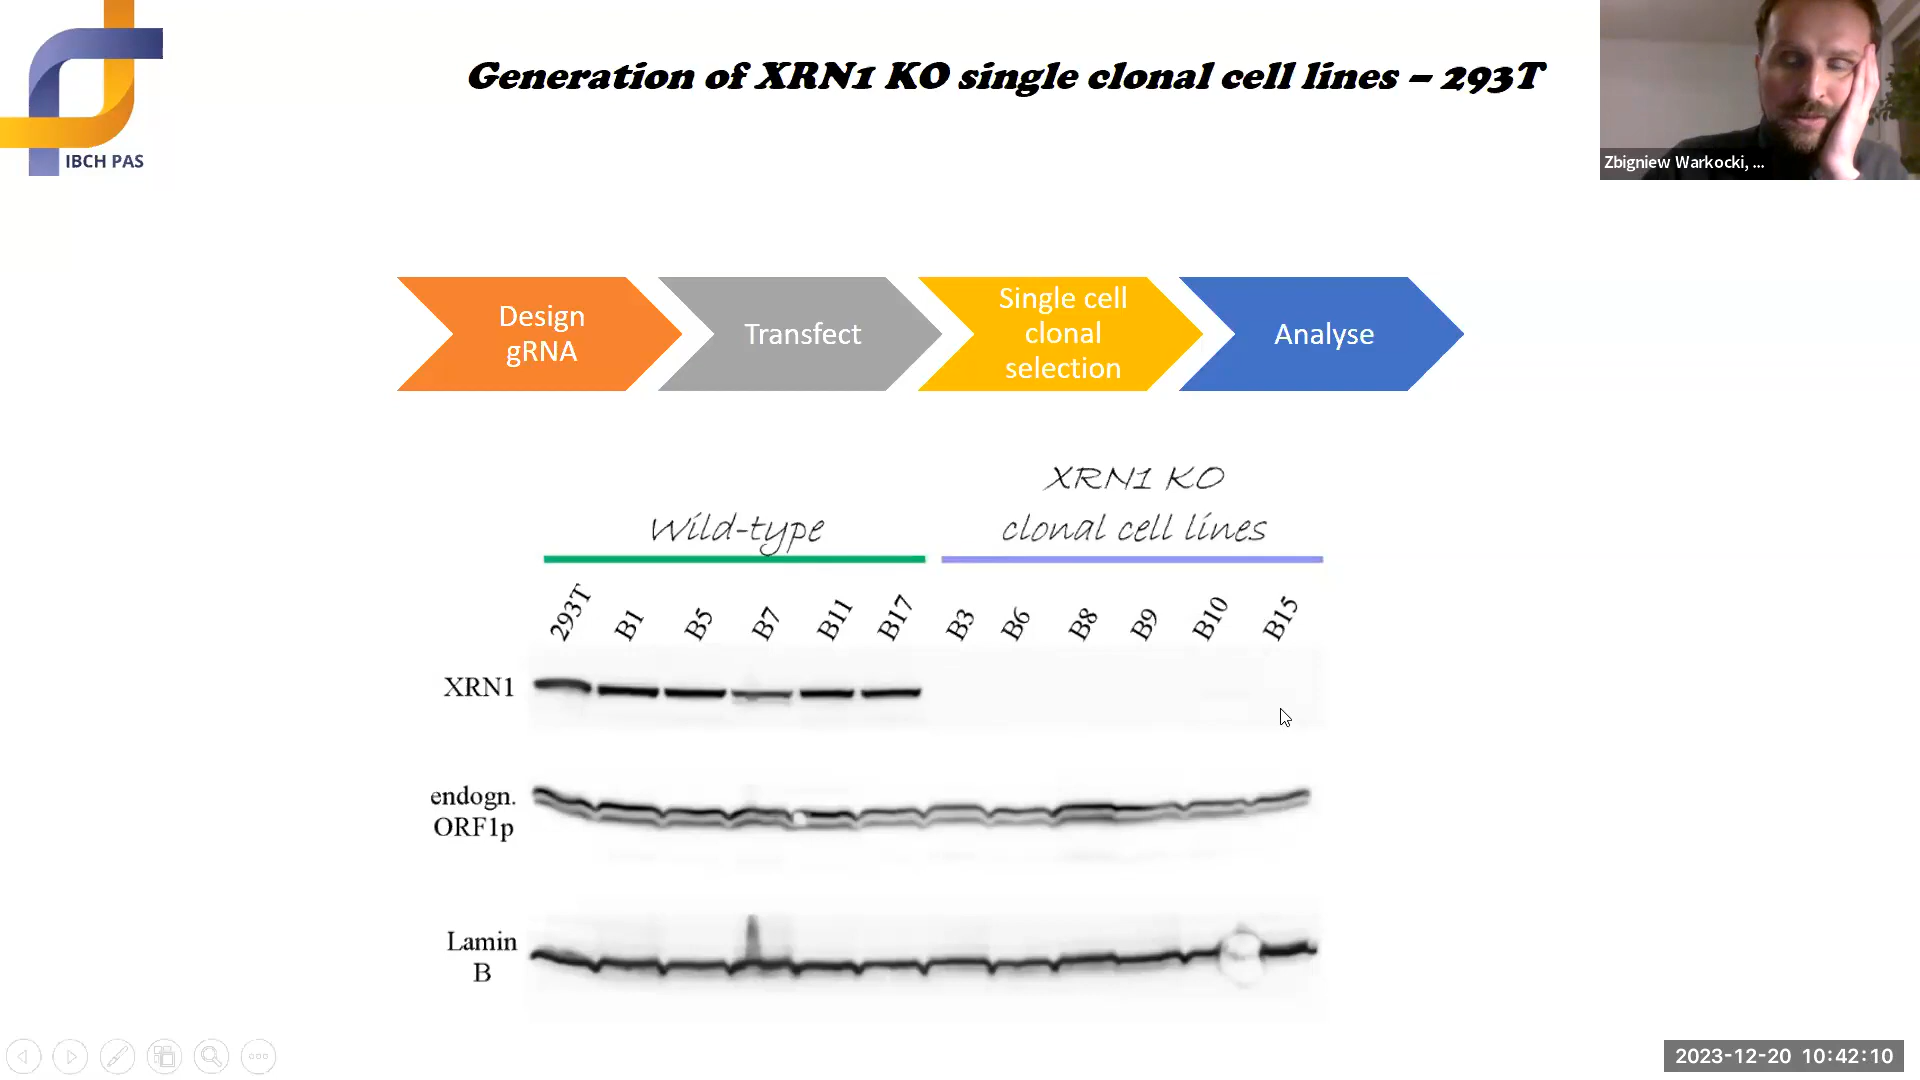 Generation of XRN1 KO single clonal cell lines – 293T
IBCH PAS
Zbigniew Warkocki, ...
Design
gRNA
Transfect
Single cell
clonal
selection
Analyse
Wild-type
XRN1 KO
clonal cell lines
293T B1 B5 B7 B11 B17 B3 B6 B8 B9 B10 B15
XRN1
endogn.
ORF1p
Lamin
B
2023-12-20 10:42:10